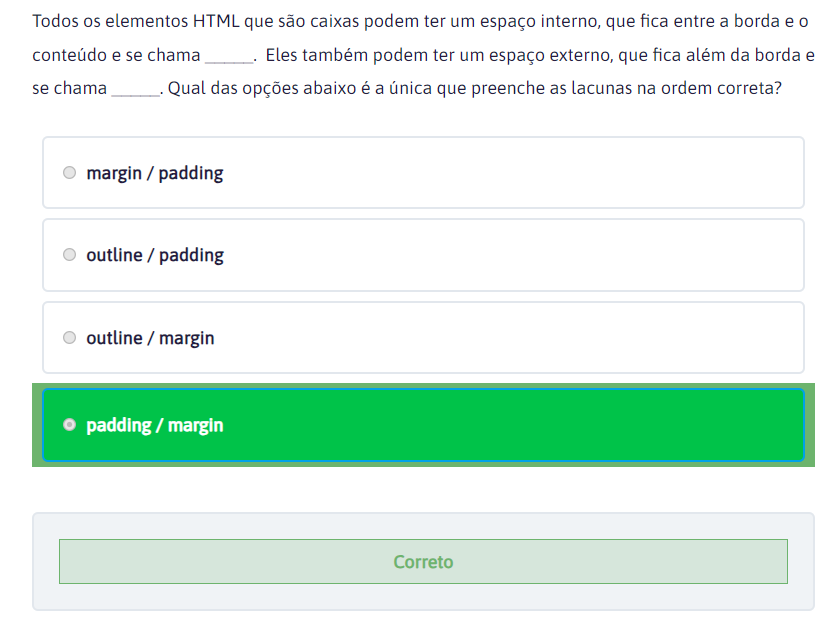 Todos os elementos HTML que são caixas podem ter um espaço interno, que fica entre a borda e o
conteúdo e se chama ______.  Eles também podem ter um espaço externo, que fica além da borda e
se chama ______. Qual das opções abaixo é a única que preenche as lacunas na ordem correta?
margin / padding
outline / padding
outline / margin
padding / margin
Correto